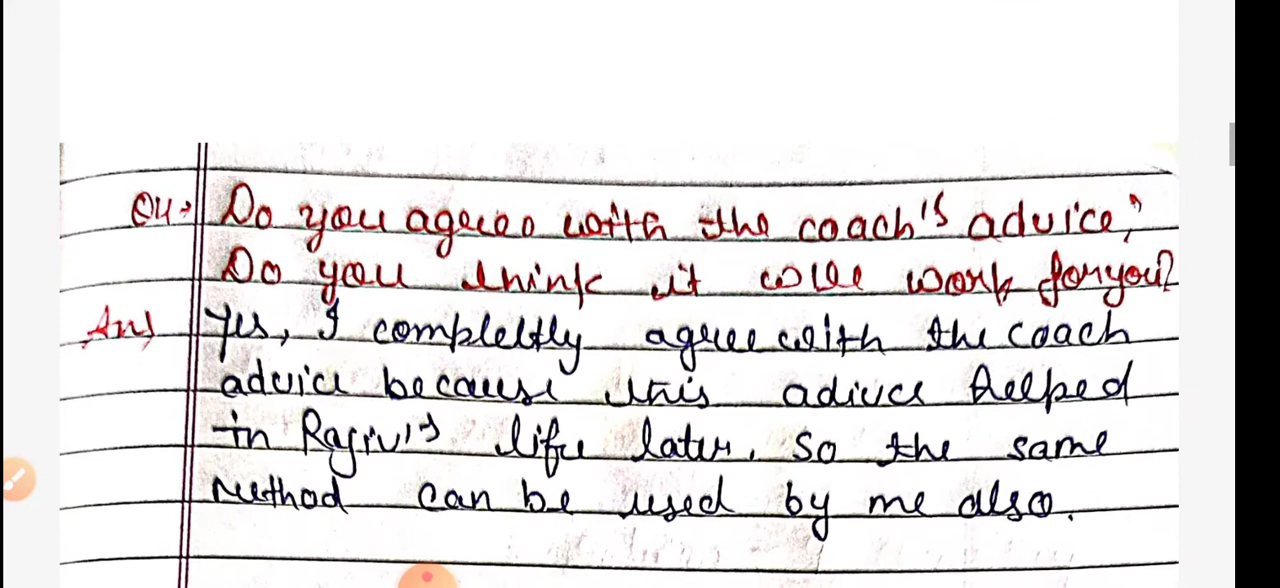 Q4→ Do you agree with the coach's advice,
Do you think it will work for you?
Ans Yes, I completly agree with the coach
advice because this adivce helped
in Rajiv's life later. So the same
method can be used by me also.